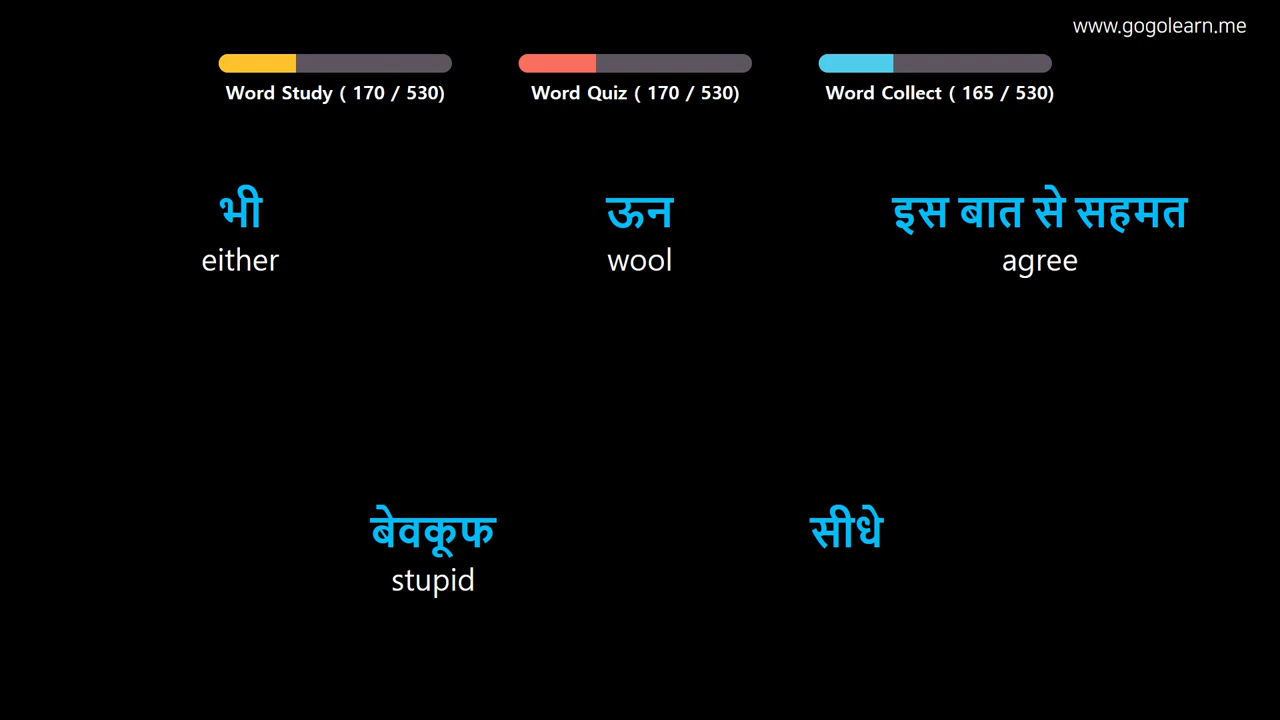 www.gogolearn.me
Word Study ( 170 / 530)
Word Quiz ( 170 / 530)
Word Collect ( 165 / 530)
भी
either
ऊन
wool
इस बात से सहमत
agree
बेवकूफ
stupid
सीधे